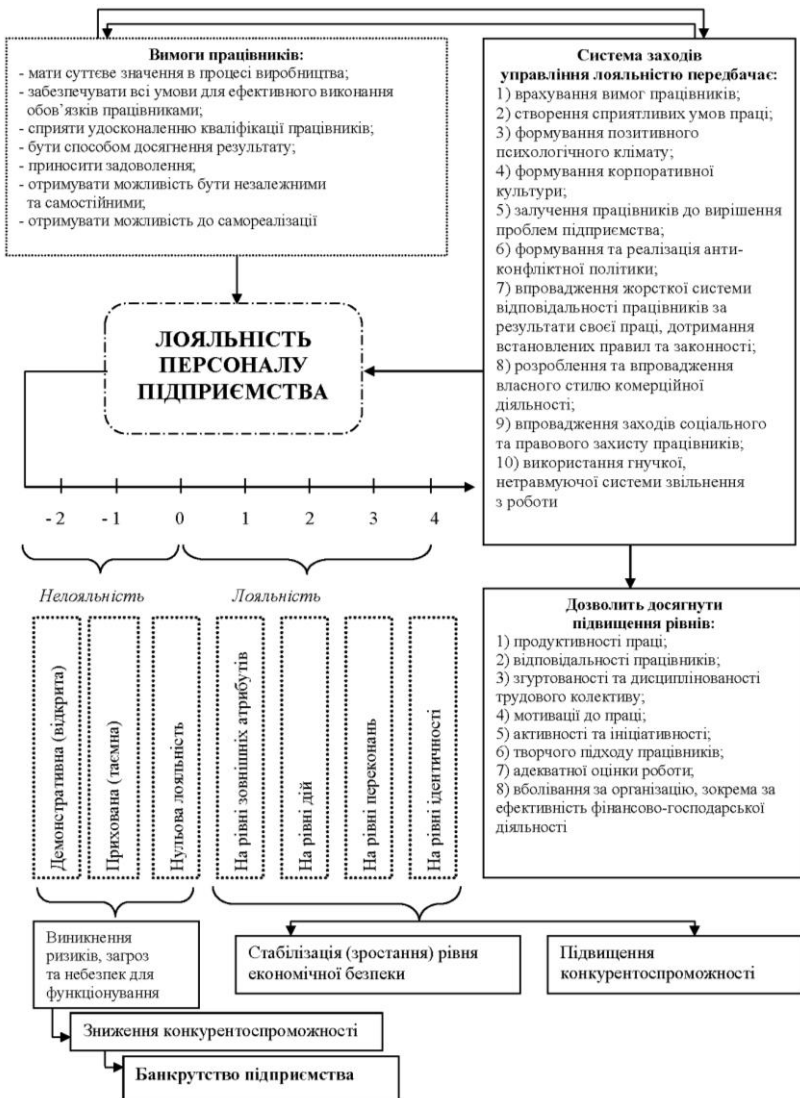 Вимоги працівників:
- мати суттєве значення в процесі виробництва;
- забезпечувати всі умови для ефективного виконання
обов’язків працівниками;
- сприяти удосконаленню кваліфікації працівників;
- бути способом досягнення результату;
- приносити задоволення;
- отримувати можливість бути незалежними
та самостійними;
- отримувати можливість до самореалізації
Система заходів
управління лояльністю передбачає:
1) врахування вимог працівників;
2) створення сприятливих умов праці;
3) формування позитивного
психологічного клімату;
4) формування корпоративної
культури;
5) залучення працівників до вирішення
проблем підприємства;
6) формування та реалізація анти-
конфліктної політики;
7) впровадження жорсткої системи
відповідальності працівників за
результати своєї праці, дотримання
встановлених правил та законності;
8) розроблення та впровадження
власного стилю комерційної
діяльності;
9) впровадження заходів соціального
та правового захисту працівників;
10) використання гнучкої,
нетравмуючої системи звільнення
з роботи
ЛОЯЛЬНІСТЬ
ПЕРСОНАЛУ
ПІДПРИЄМСТВА
- 2 - 1 0 1 2 3 4
Нелояльність
Лояльність
Демонстративна (відкрита)
Прихована (таємна)
Нульова лояльність
На рівні зовнішніх атрибутів
На рівні дій
На рівні переконань
На рівні ідентичності
Дозволить досягнути
підвищення рівнів:
1) продуктивності праці;
2) відповідальності працівників;
3) згуртованості та дисциплінованості
трудового колективу;
4) мотивації до праці;
5) активності та ініціативності;
6) творчого підходу працівників;
7) адекватної оцінки роботи;
8) вболівання за організацію, зокрема за
ефективність фінансово-господарської
діяльності
Виникнення
ризиків, загроз
та небезпек для
функціонування
Стабілізація (зростання) рівня
економічної безпеки
Підвищення
конкурентоспроможності
Зниження конкурентоспроможності
Банкрутство підприємства